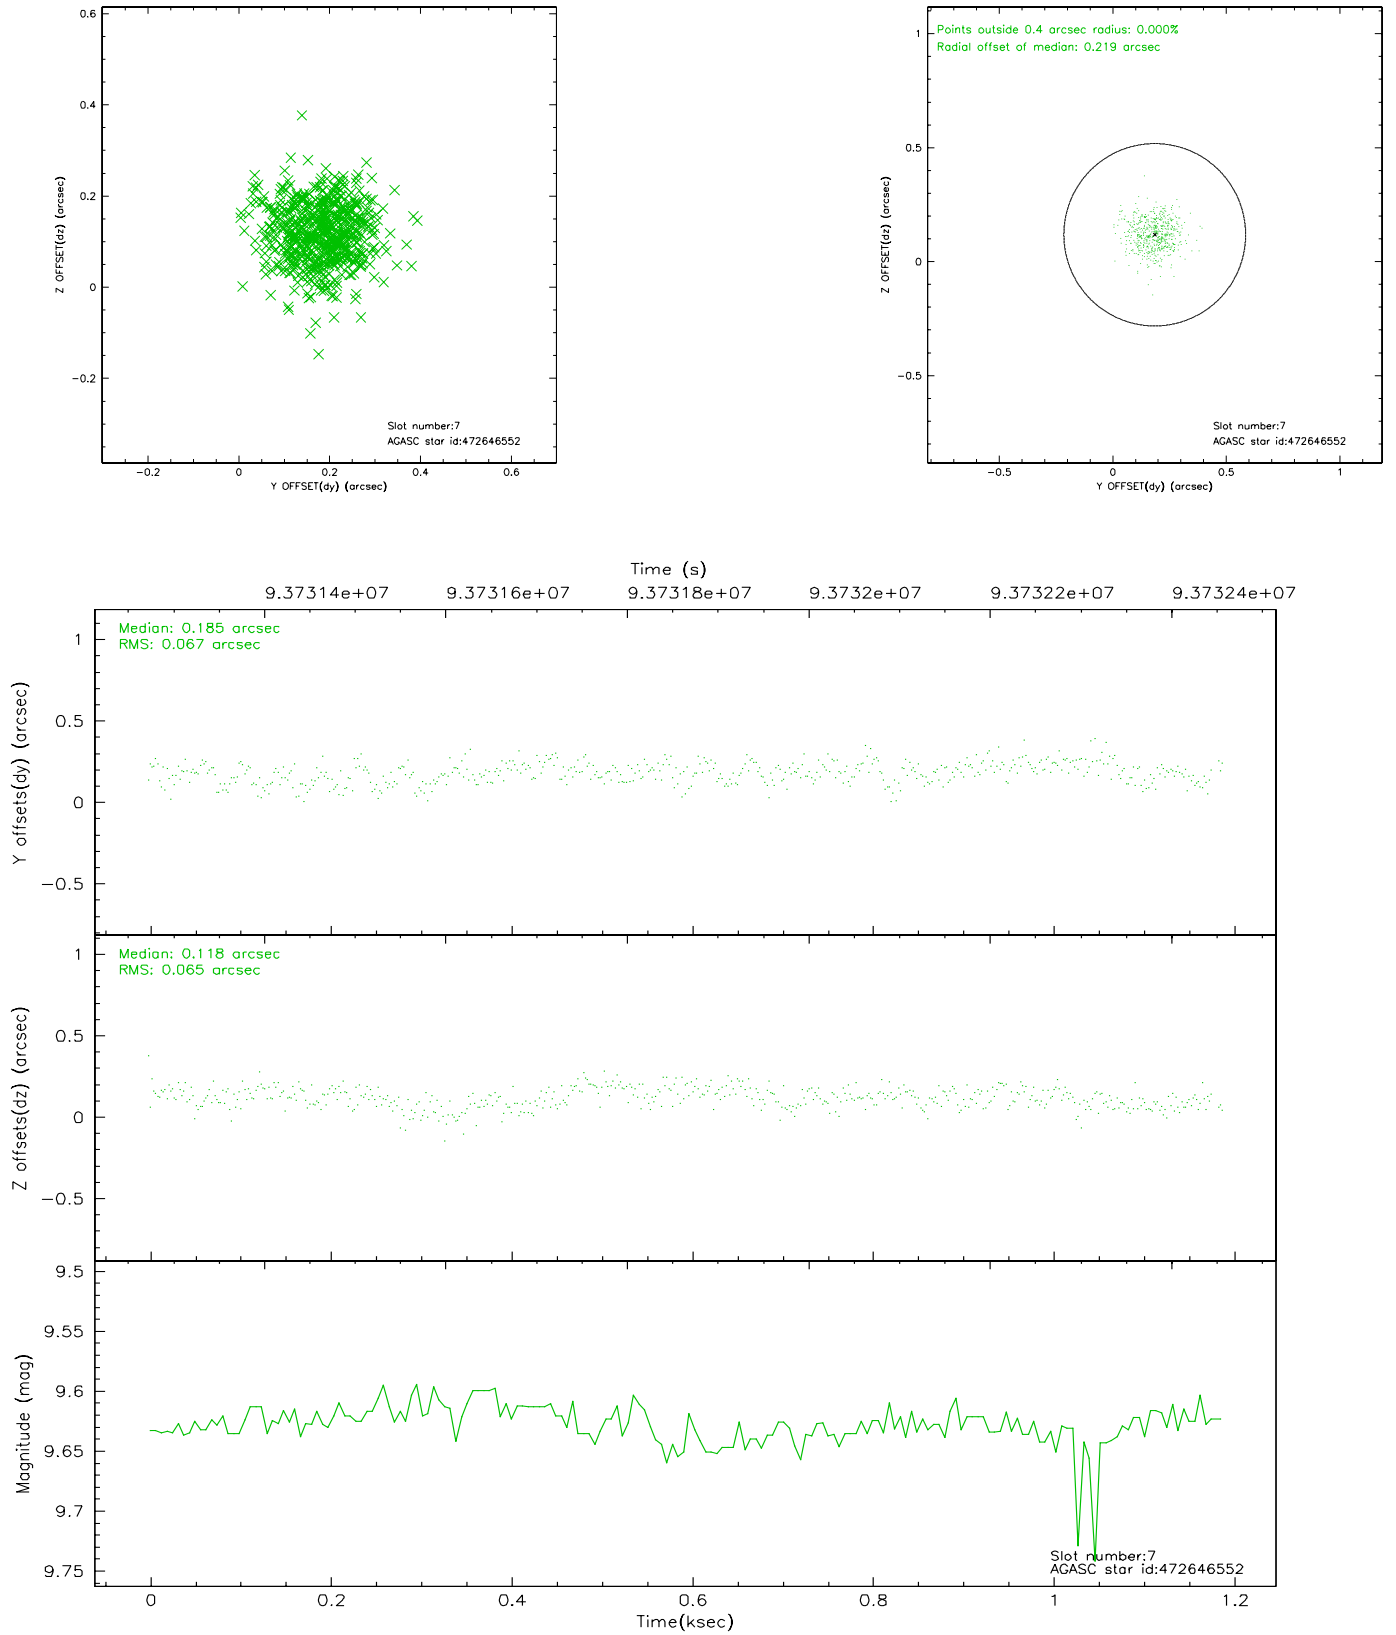 0.6
0.4
0.2
0
−0.2
Z OFFSET(dz) (arcsec)
Slot number:7
AGASC star id:472646552
−0.2 0 0.2 0.4 0.6
Y OFFSET(dy) (arcsec)
Points outside 0.4 arcsec radius: 0.000%
Radial offset of median: 0.219 arcsec
1
0.5
0
−0.5
Z OFFSET(dz) (arcsec)
Slot number:7
AGASC star id:472646552
−0.5 0 0.5 1
Y OFFSET(dy) (arcsec)
Time (s)
9.37314e+07 9.37316e+07 9.37318e+07 9.3732e+07 9.37322e+07 9.37324e+07
Median: 0.185 arcsec
RMS: 0.067 arcsec
1
0.5
0
−0.5
Y offsets(dy) (arcsec)
Median: 0.118 arcsec
RMS: 0.065 arcsec
1
0.5
0
−0.5
Z offsets(dz) (arcsec)
9.5
9.55
9.6
9.65
9.7
9.75
Magnitude (mag)
Slot number:7
AGASC star id:472646552
0 0.2 0.4 0.6 0.8 1 1.2
Time(ksec)